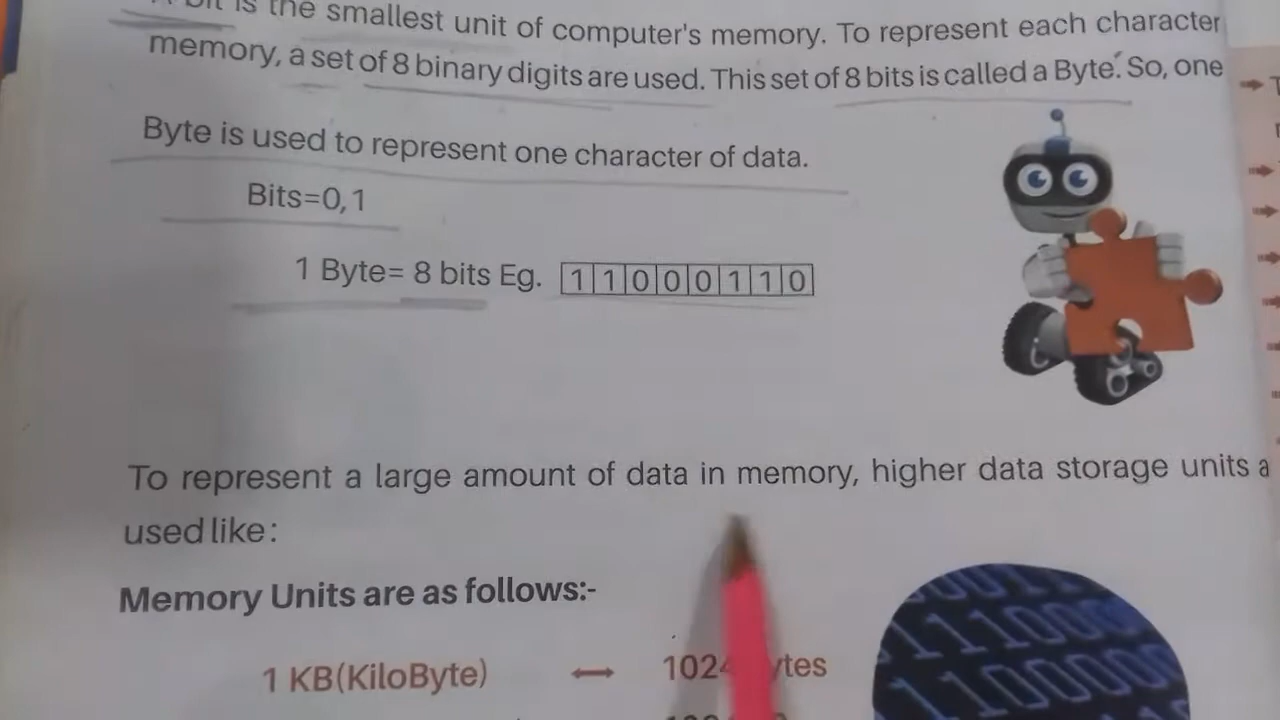 Bit is the smallest unit of computer's memory. To represent each character
memory, a set of 8 binary digits are used. This set of 8 bits is called a Byte. So, one
Byte is used to represent one character of data.
Bits=0,1
1 Byte= 8 bits Eg. 1 1 0 0 0 1 1 0
To represent a large amount of data in memory, higher data storage units a
used like:
Memory Units are as follows:-
1 KB(KiloByte) ↔ 1024 ytes